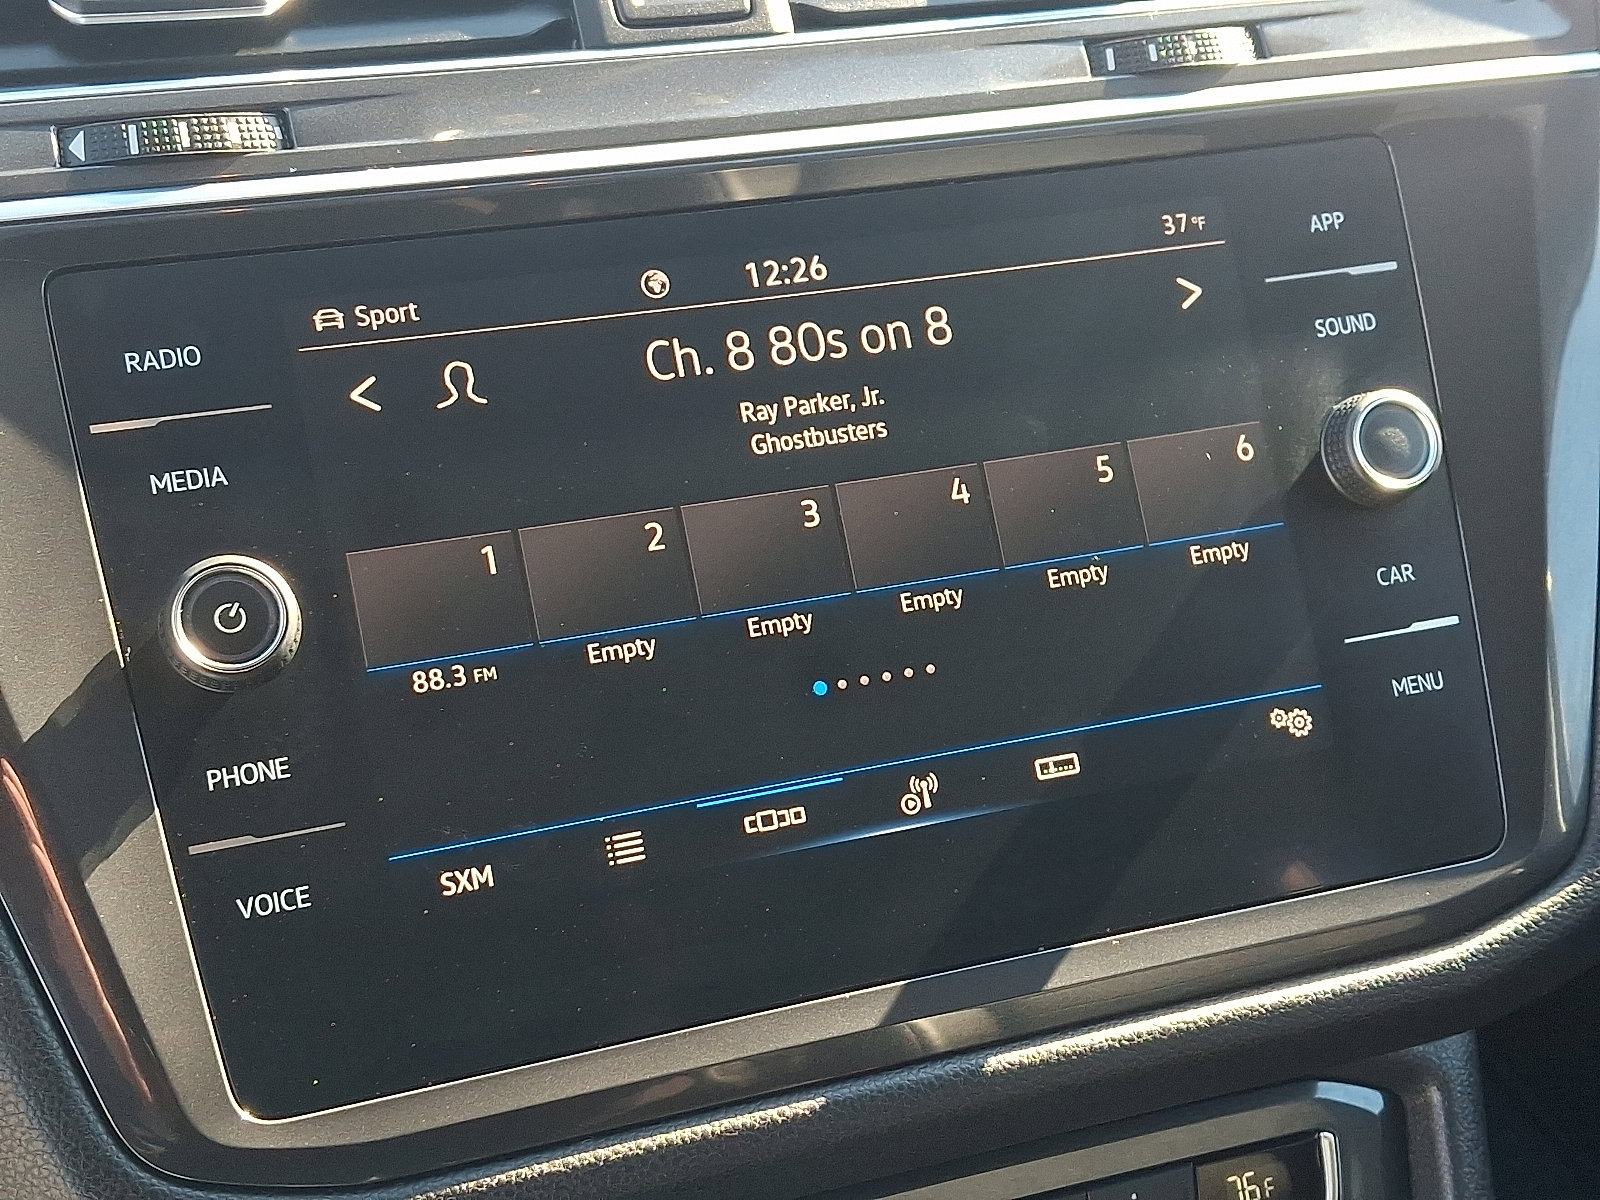 37°F
12:26
Sport
Ch. 8 80s on 8
Ray Parker, Jr.
Ghostbusters
RADIO
MEDIA
PHONE
VOICE
1
2
3
4
5
6
88.3 FM
Empty
Empty
Empty
Empty
Empty
SXM
APP
SOUND
CAR
MENU
76F